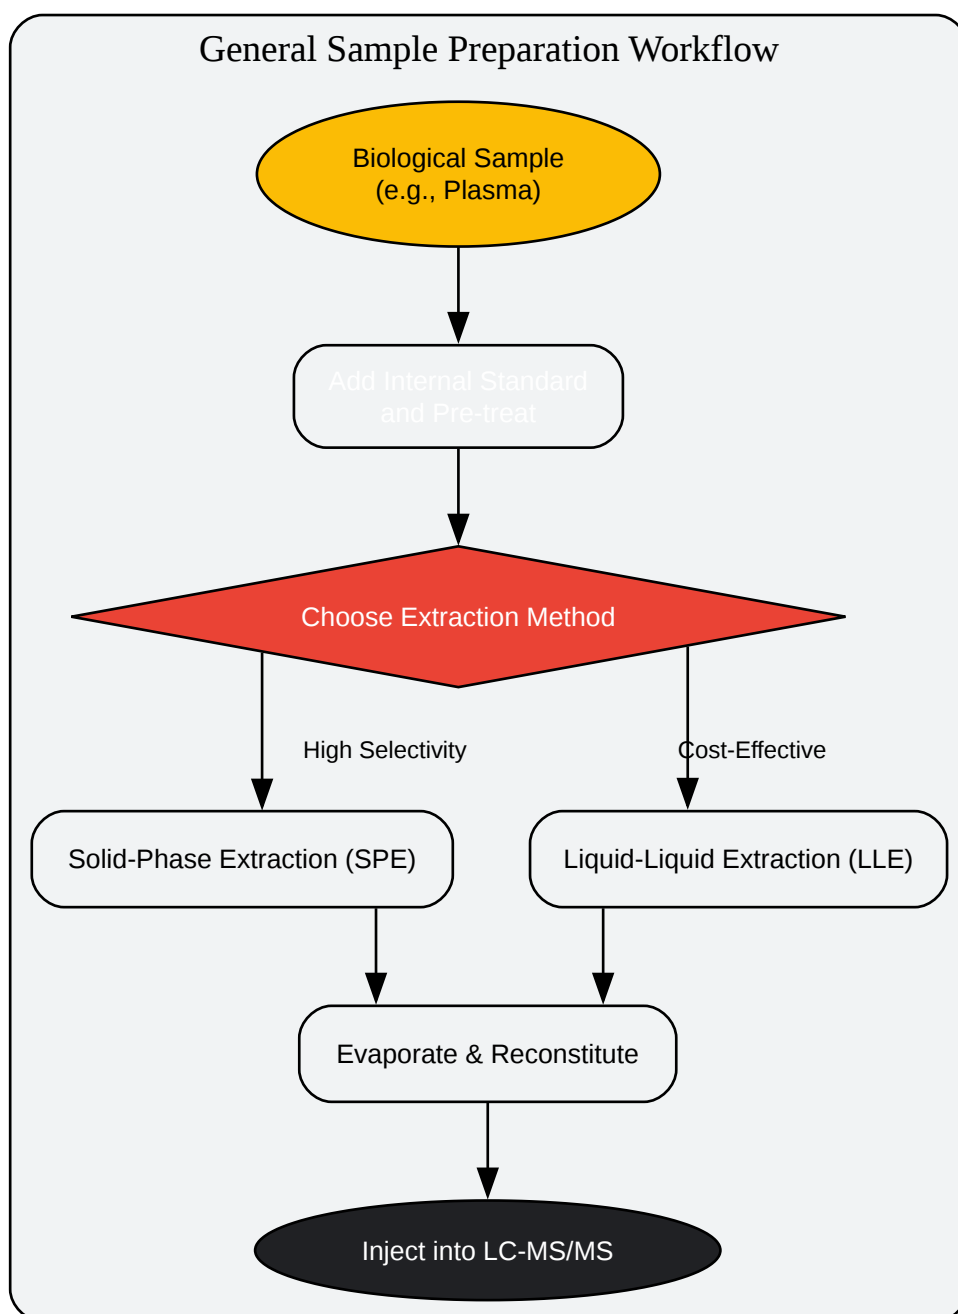 General Sample Preparation Workflow
Biological Sample
(e.g., Plasma)
Add Internal Standard
and Pre-treat
Choose Extraction Method
High Selectivity
Cost-Effective
Solid-Phase Extraction (SPE)
Liquid-Liquid Extraction (LLE)
Evaporate & Reconstitute
Inject into LC-MS/MS